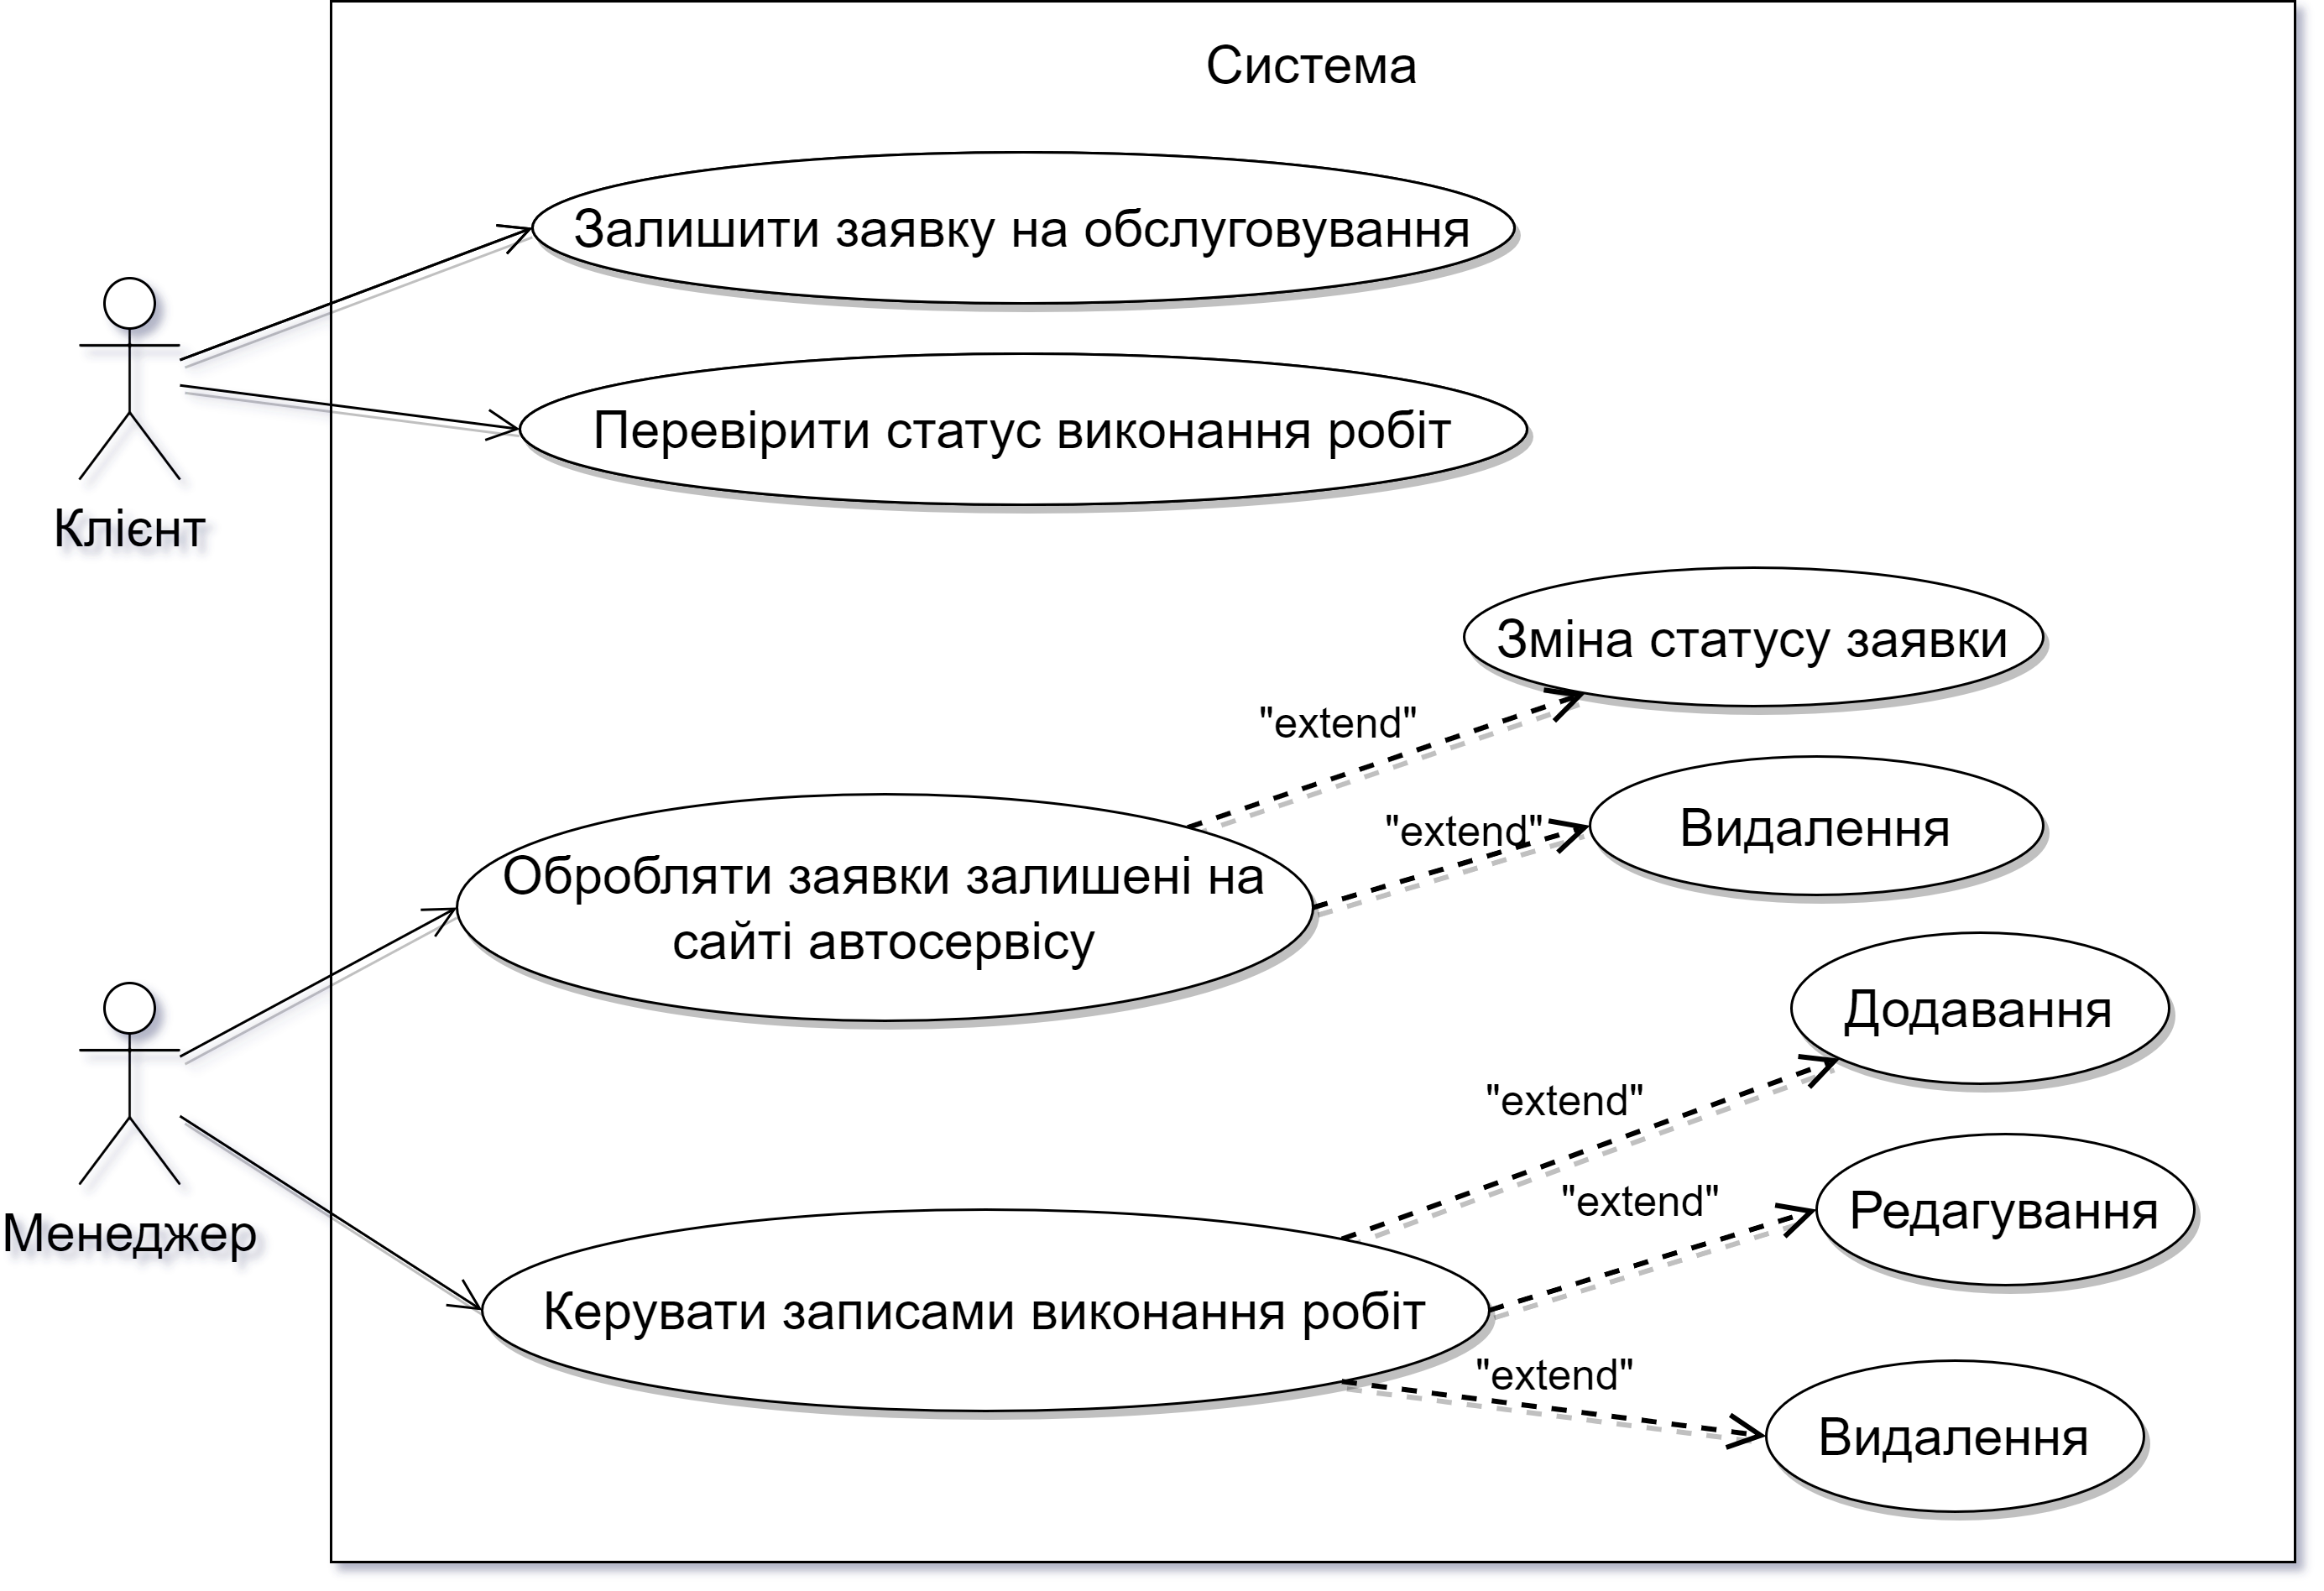 Система
Залишити заявку на обслуговування
Перевірити статус виконання робіт
Клієнт
Зміна статусу заявки
"extend"
Видалення
"extend"
Обробляти заявки залишені на
сайті автосервісу
Додавання
"extend"
Редагування
"extend"
Менеджер
Керувати записами виконання робіт
"extend"
Видалення